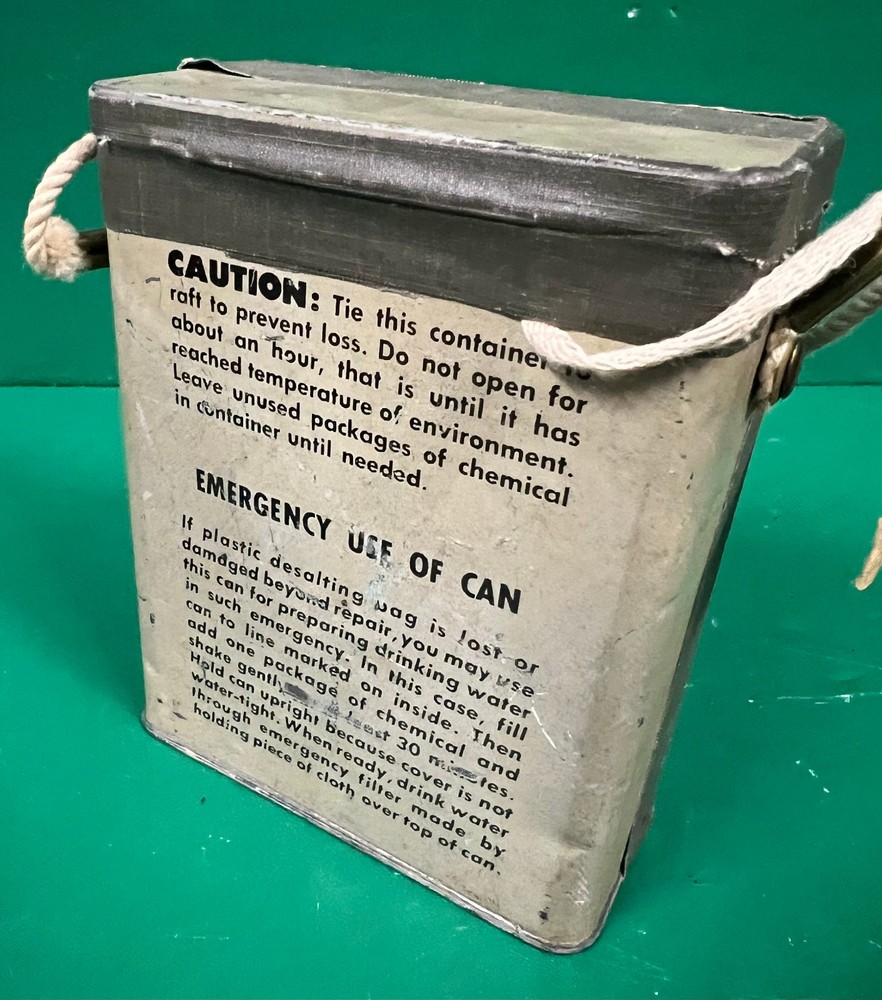 CAUTION: Tie this container to
raft to prevent loss. Do not open for
about an hour, that is until it has
reached temperature of environment.
Leave unused packages of chemical
in container until needed.
EMERGENCY USE OF CAN
If plastic desalting bag is lost or
damaged beyond repair, you may use
this can for preparing drinking water
in such emergency. In this case, fill
can to line marked on inside. Then
add one package of chemical and
shake gently least 30 minutes.
Hold can upright because cover is not
water-tight. When ready, drink water
through emergency filter made by
holding piece of cloth over top of can.